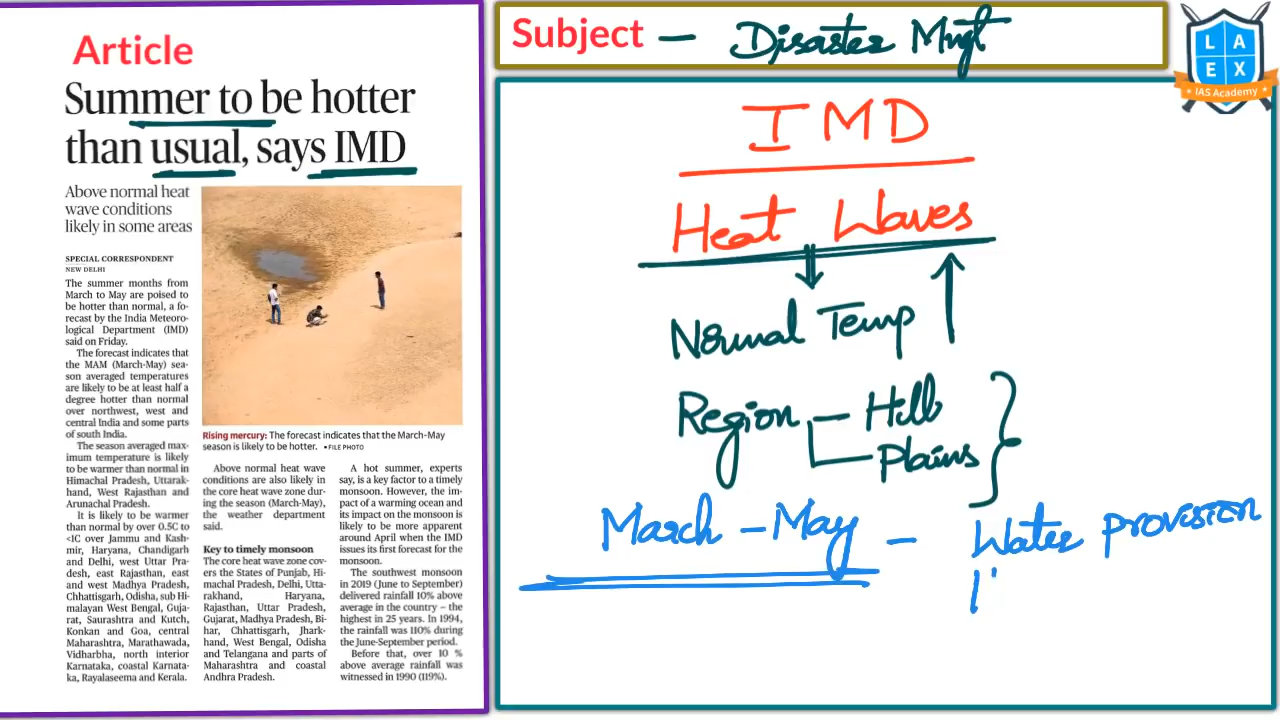 Article
Summer to be hotter
than usual, says IMD
Above normal heat
wave conditions
likely in some areas
SPECIAL CORRESPONDENT
NEW DELHI
The summer months from
March to May are poised to
be hotter than normal, a fo-
recast by the India Meteoro-
logical Department (IMD)
said on Friday.
The forecast indicates that
the MAM (March-May) sea-
son averaged temperatures
are likely to be at least half a
degree hotter than normal
over northwest, west and
central India and some parts
of south India.
The season averaged max-
imum temperature is likely
to be warmer than normal in
Himachal Pradesh, Uttarak-
hand, West Rajasthan and
Arunachal Pradesh.
It is likely to be warmer
than normal by over 0.5C to
<1C over Jammu and Kash-
mir, Haryana, Chandigarh
and Delhi, west Uttar Pra-
desh, east Rajasthan, east
and west Madhya Pradesh,
Chhattisgarh, Odisha, sub Hi-
malayan West Bengal, Guja-
rat, Saurashtra and Kutch,
Konkan and Goa, central
Maharashtra, Marathawada,
Vidharbha, north interior
Karnataka, coastal Karnata-
ka, Rayalaseema and Kerala.
Rising mercury: The forecast indicates that the March-May
season is likely to be hotter. •FILE PHOTO
Above normal heat wave
conditions are also likely in
the core heat wave zone dur-
ing the season (March-May),
the weather department
said.
Key to timely monsoon
The core heat wave zone cov-
ers the States of Punjab, Hi-
machal Pradesh, Delhi, Utta-
rakhand, Haryana,
Rajasthan, Uttar Pradesh,
Gujarat, Madhya Pradesh, Bi-
har, Chhattisgarh, Jhark-
hand, West Bengal, Odisha
and Telangana and parts of
Maharashtra and coastal
Andhra Pradesh.
A hot summer, experts
say, is a key factor to a timely
monsoon. However, the im-
pact of a warming ocean and
its impact on the monsoon is
likely to be more apparent
around April when the IMD
issues its first forecast for the
monsoon.
The southwest monsoon
in 2019 (June to September)
delivered rainfall 10% above
average in the country – the
highest in 25 years. In 1994,
the rainfall was 110% during
the June-September period.
Before that, over 10 %
above average rainfall was
witnessed in 1990 (119%).
Subject – Disaster Mngt
LAEX
IAS Academy
IMD
Heat Waves
Normal Temp
Region – Hills
Plains
March – May – Water provision